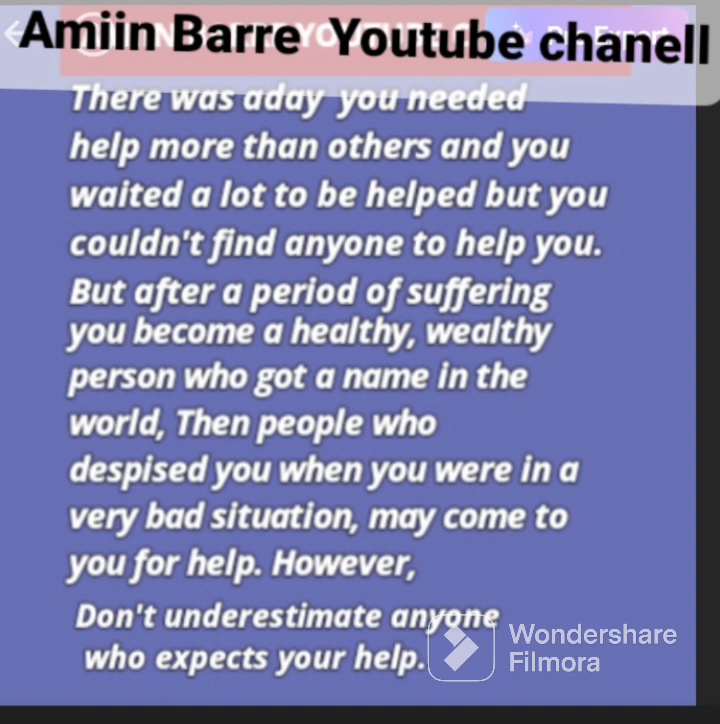 Amiin Barre Youtube chanell
There was aday you needed
help more than others and you
waited a lot to be helped but you
couldn't find anyone to help you.
But after a period of suffering
you become a healthy, wealthy
person who got a name in the
world, Then people who
despised you when you were in a
very bad situation, may come to
you for help. However,
Don't underestimate anyone
who expects your help.
Wondershare
Filmora